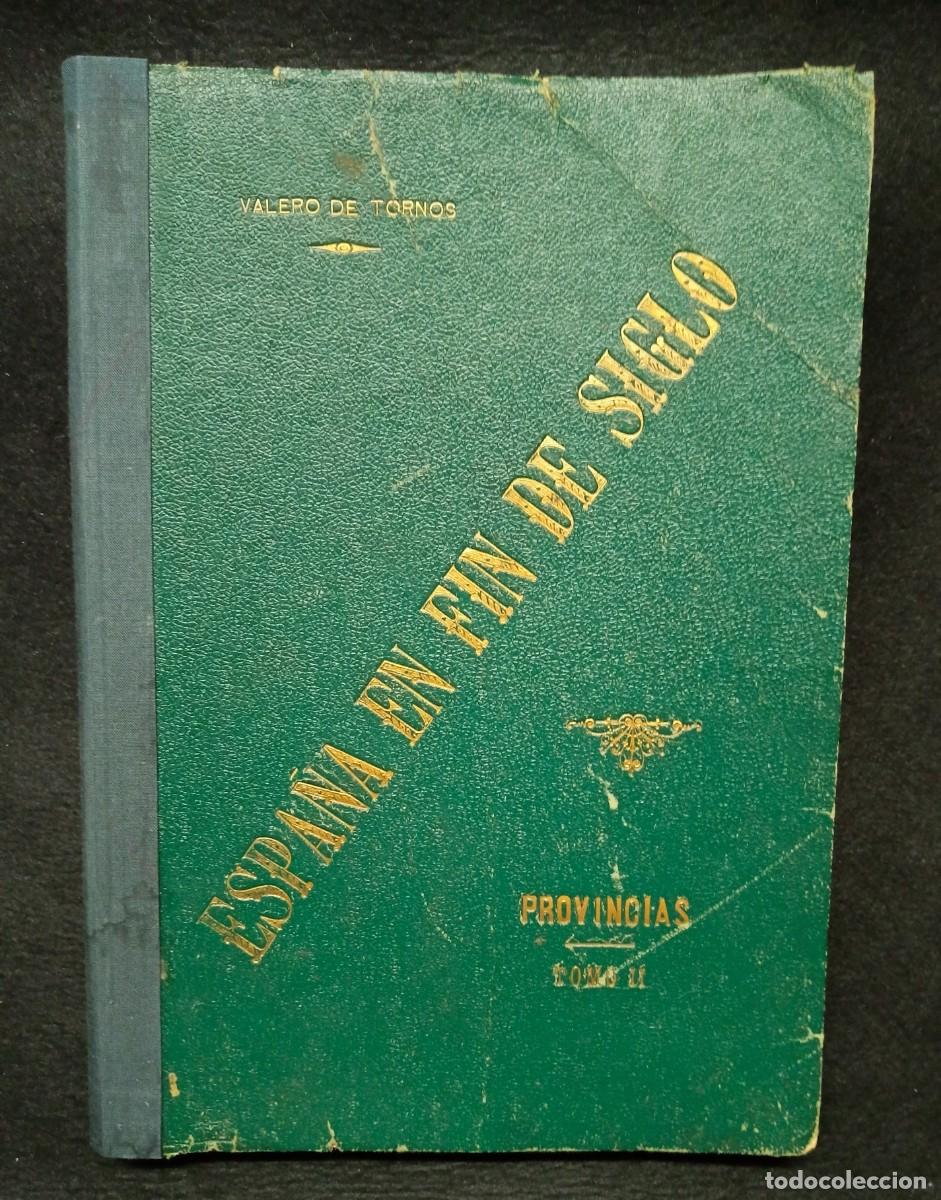 VALERO DE TORNOS
ESPAÑA EN FIN DE SIGLO
PROVINCIAS
TOMO II
todocoleccion